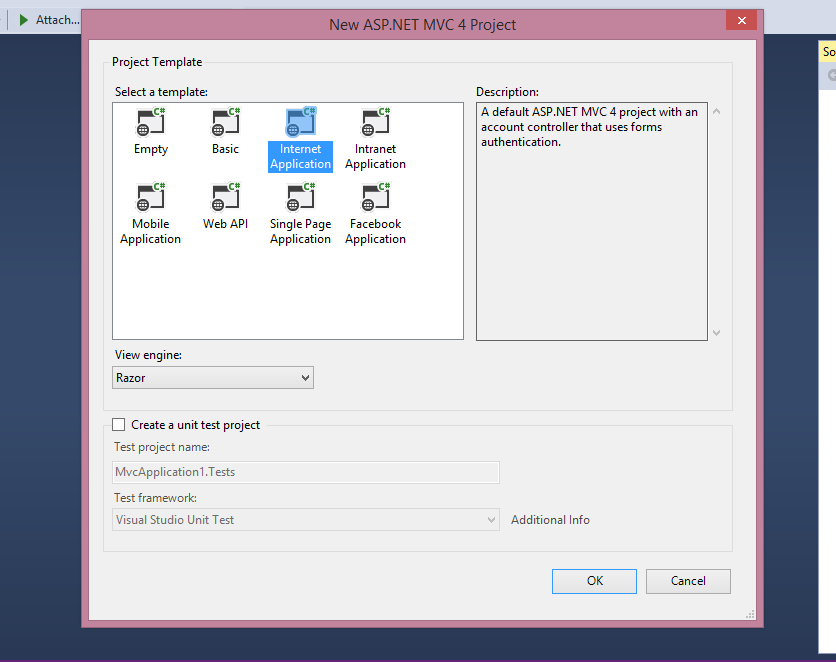 Attach...
New ASP.NET MVC 4 Project
So
Project Template
Select a template:
Description:
C# C# C# C#
Empty
Basic
Internet
Application
Intranet
Application
A default ASP.NET MVC 4 project with an
account controller that uses forms
authentication.
C# C# C# C#
Mobile
Application
Web API
Single Page
Application
Facebook
Application
View engine:
Razor
Create a unit test project
Test project name:
MvcApplication1.Tests
Test framework:
Visual Studio Unit Test
Additional Info
OK
Cancel